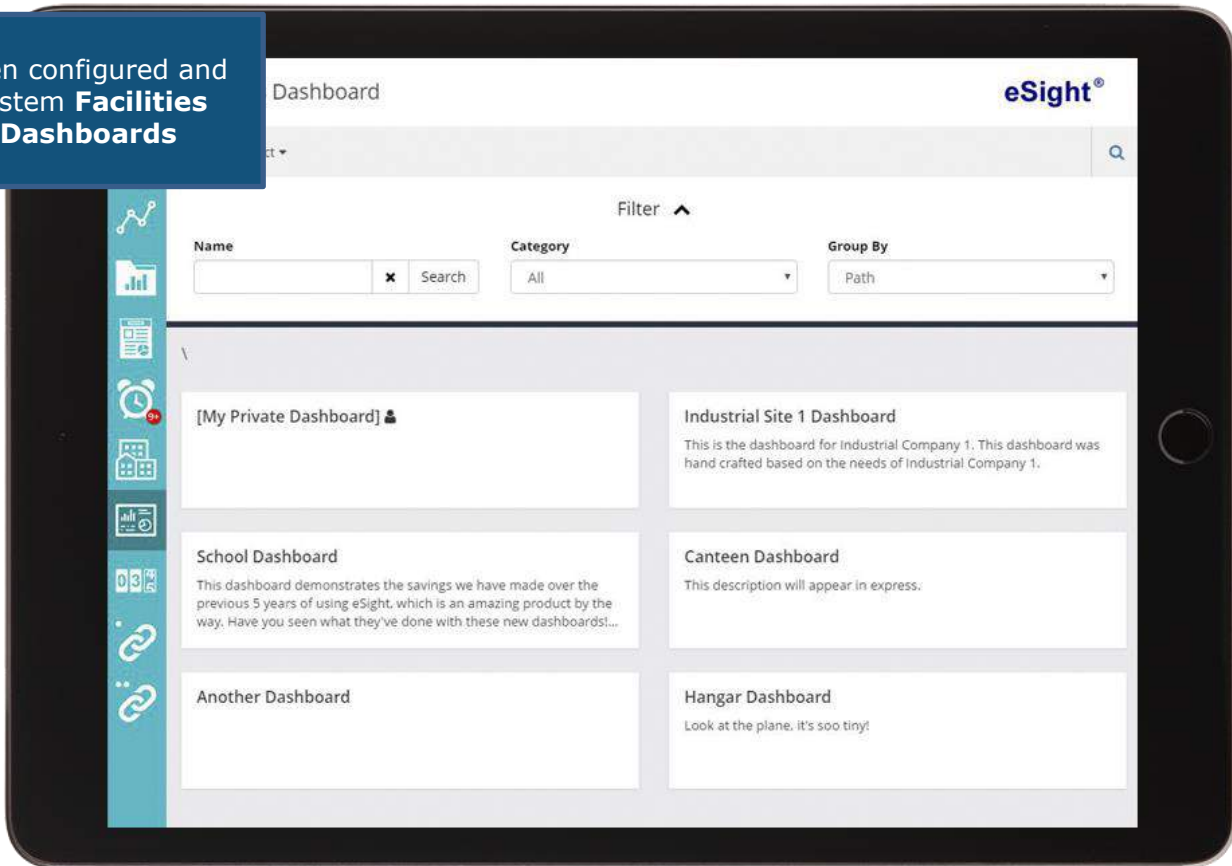 en configured and
stem Facilities
Dashboards
Dashboard
eSight®
ct
Filter
Name
Category
Group By
Search
All
Path
9+
\
[My Private Dashboard]
Industrial Site 1 Dashboard
This is the dashboard for Industrial Company 1. This dashboard was
hand crafted based on the needs of Industrial Company 1.
School Dashboard
This dashboard demonstrates the savings we have made over the
previous 5 years of using eSight, which is an amazing product by the
way. Have you seen what they've done with these new dashboards!...
Canteen Dashboard
This description will appear in express.
03
Another Dashboard
Hangar Dashboard
Look at the plane, it's soo tiny!